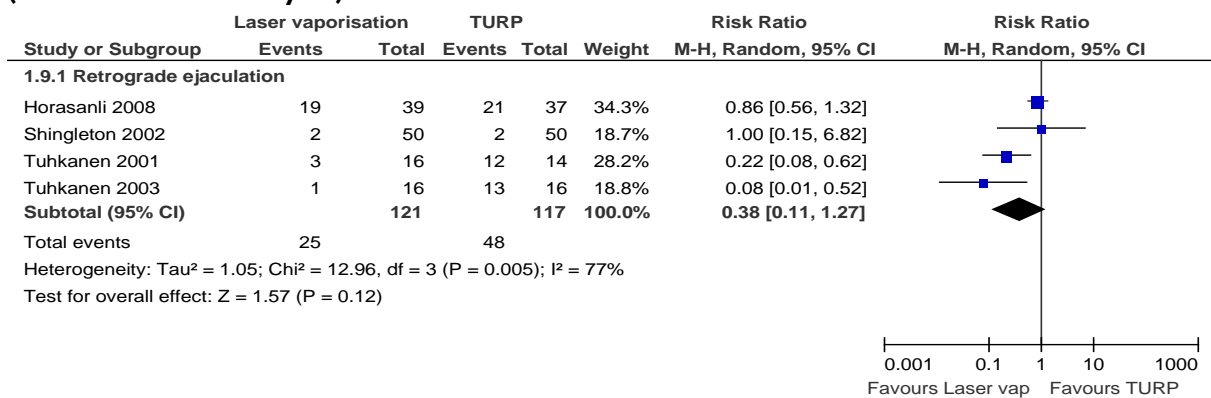 Laser vaporisation TURP Risk Ratio Risk Ratio
Study or Subgroup Events Total Events Total Weight M-H, Random, 95% CI M-H, Random, 95% CI
1.9.1 Retrograde ejaculation
Horasanli 2008 19 39 21 37 34.3% 0.86 [0.56, 1.32]
Shingleton 2002 2 50 2 50 18.7% 1.00 [0.15, 6.82]
Tuhkanen 2001 3 16 12 14 28.2% 0.22 [0.08, 0.62]
Tuhkanen 2003 1 16 13 16 18.8% 0.08 [0.01, 0.52]
Subtotal (95% CI) 121 117 100.0% 0.38 [0.11, 1.27]
Total events 25 48
Heterogeneity: Tau² = 1.05; Chi² = 12.96, df = 3 (P = 0.005); I² = 77%
Test for overall effect: Z = 1.57 (P = 0.12)
0.001 0.1 1 10 1000
Favours Laser vap Favours TURP